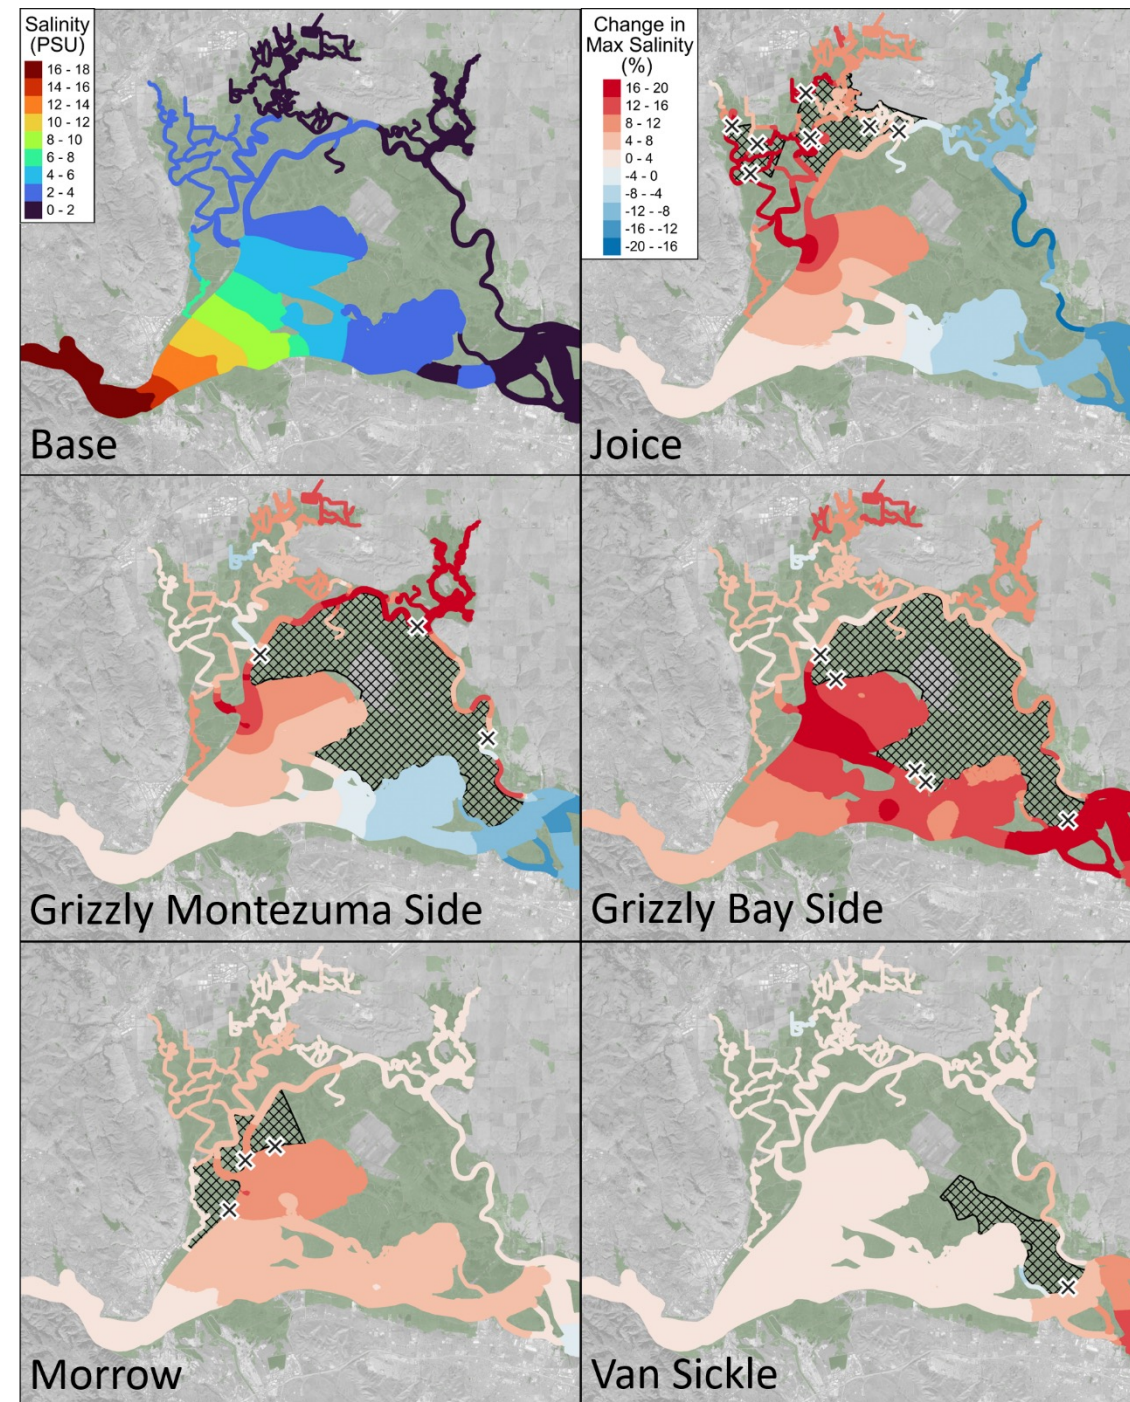 Salinity
(PSU)
16 - 18
14 - 16
12 - 14
10 - 12
8 - 10
6 - 8
4 - 6
2 - 4
0 - 2
Base
Change in
Max Salinity
(%)
16 - 20
12 - 16
8 - 12
4 - 8
0 - 4
-4 - 0
-8 - -4
-12 - -8
-16 - -12
-20 - -16
Joice
Grizzly Montezuma Side
Grizzly Bay Side
Morrow
Van Sickle